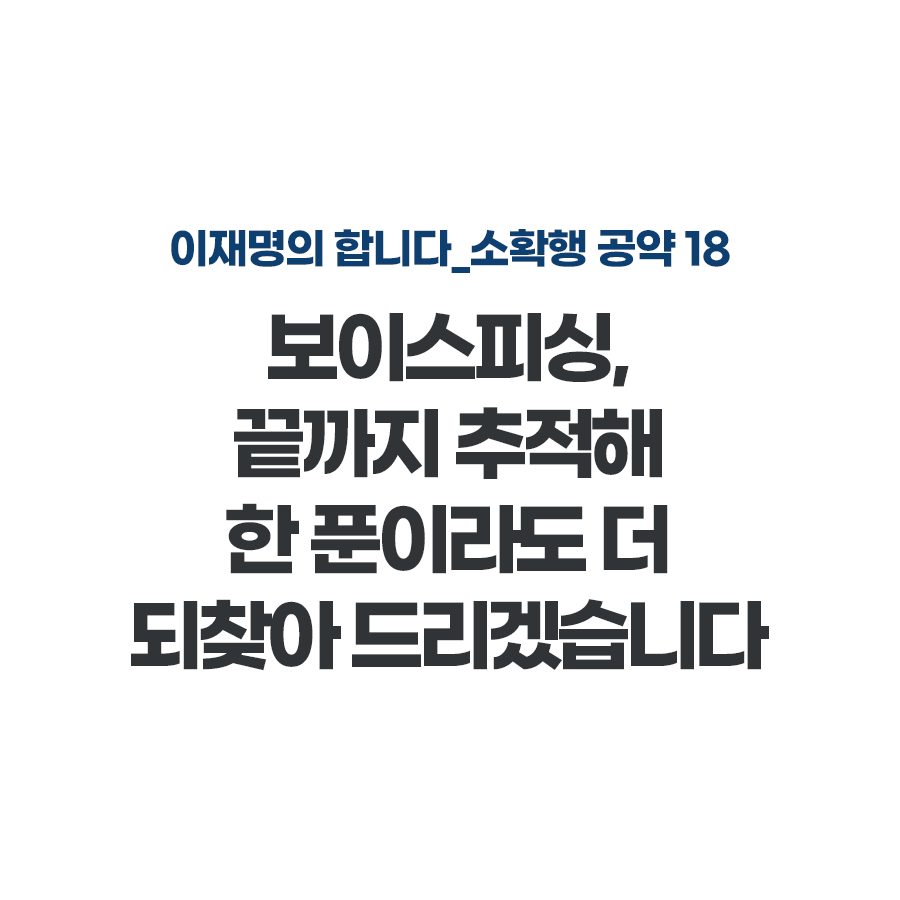 이재명의 합니다_소확행 공약 18
보이스피싱,
끝까지 추적해
한 푼이라도 더
되찾아 드리겠습니다